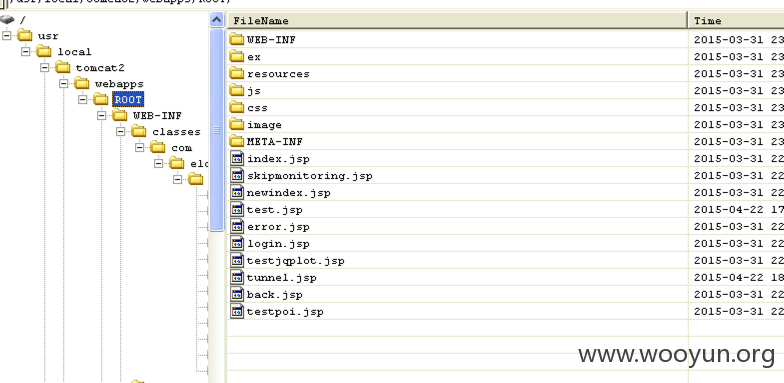 /usr/local/tomcat2/webapps/ROOT/
/
usr
local
tomcat2
webapps
ROOT
WEB-INF
classes
com
elo
FileName Time
WEB-INF 2015-03-31 23
ex 2015-03-31 23
resources 2015-03-31 23
js 2015-03-31 23
css 2015-03-31 23
image 2015-03-31 23
META-INF 2015-03-31 23
index.jsp 2015-03-31 22
skipmonitoring.jsp 2015-03-31 22
newindex.jsp 2015-03-31 22
test.jsp 2015-04-22 17
error.jsp 2015-03-31 22
login.jsp 2015-03-31 22
testjqplot.jsp 2015-03-31 22
tunnel.jsp 2015-04-22 18
back.jsp 2015-03-31 22
testpoi.jsp 2015-03-31 22
www.wooyun.org